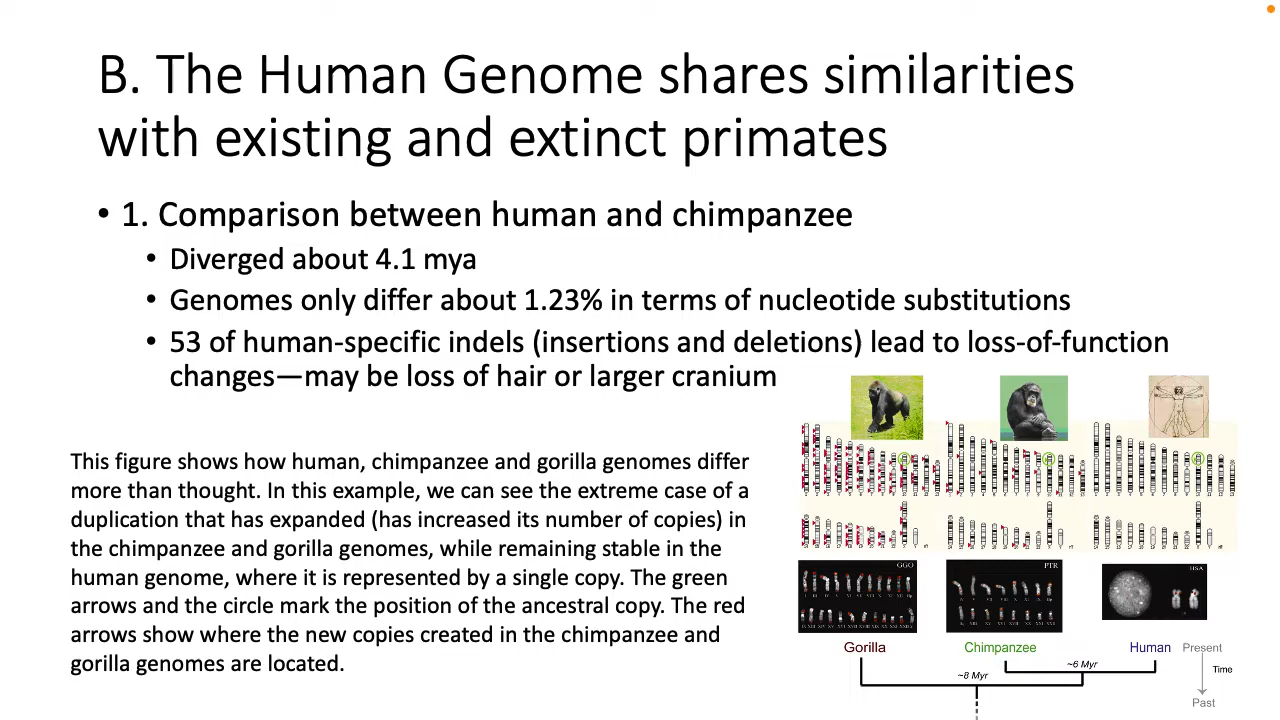 B. The Human Genome shares similarities
with existing and extinct primates
• 1. Comparison between human and chimpanzee
• Diverged about 4.1 mya
• Genomes only differ about 1.23% in terms of nucleotide substitutions
• 53 of human-specific indels (insertions and deletions) lead to loss-of-function
changes—may be loss of hair or larger cranium
This figure shows how human, chimpanzee and gorilla genomes differ
more than thought. In this example, we can see the extreme case of a
duplication that has expanded (has increased its number of copies) in
the chimpanzee and gorilla genomes, while remaining stable in the
human genome, where it is represented by a single copy. The green
arrows and the circle mark the position of the ancestral copy. The red
arrows show where the new copies created in the chimpanzee and
gorilla genomes are located.
GGO
PTR
HSA
Gorilla
Chimpanzee
Human
Present
~6 Myr
Time
~8 Myr
Past